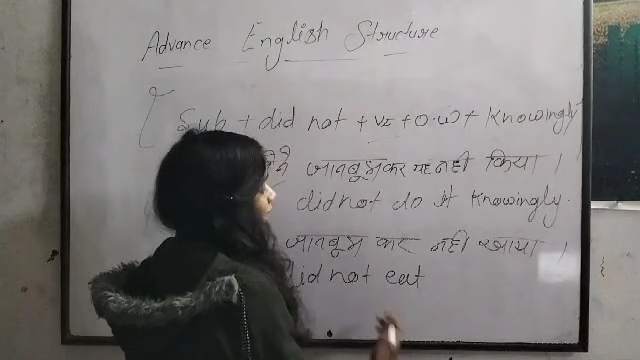 Advance English Structure
Sub + did not + VI + O.W + Knowingly
जानबूझकर यह नही किया ।
did not do it Knowingly.
जानबूझ कर नही खाया ।
did not eat